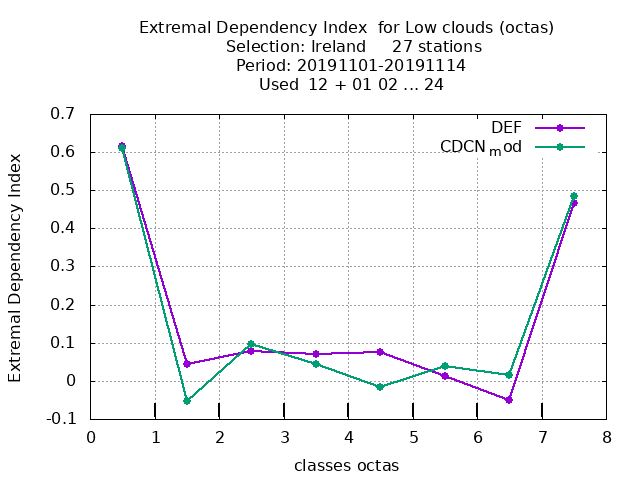 Extremal Dependency Index  for Low clouds (octas)
Selection: Ireland     27 stations
Period: 20191101-20191114
Used  12 + 01 02 ... 24
DEF
CDCN_mod
0.7
0.6
0.5
0.4
0.3
0.2
0.1
0
-0.1
Extremal Dependency Index
0 1 2 3 4 5 6 7 8
classes octas